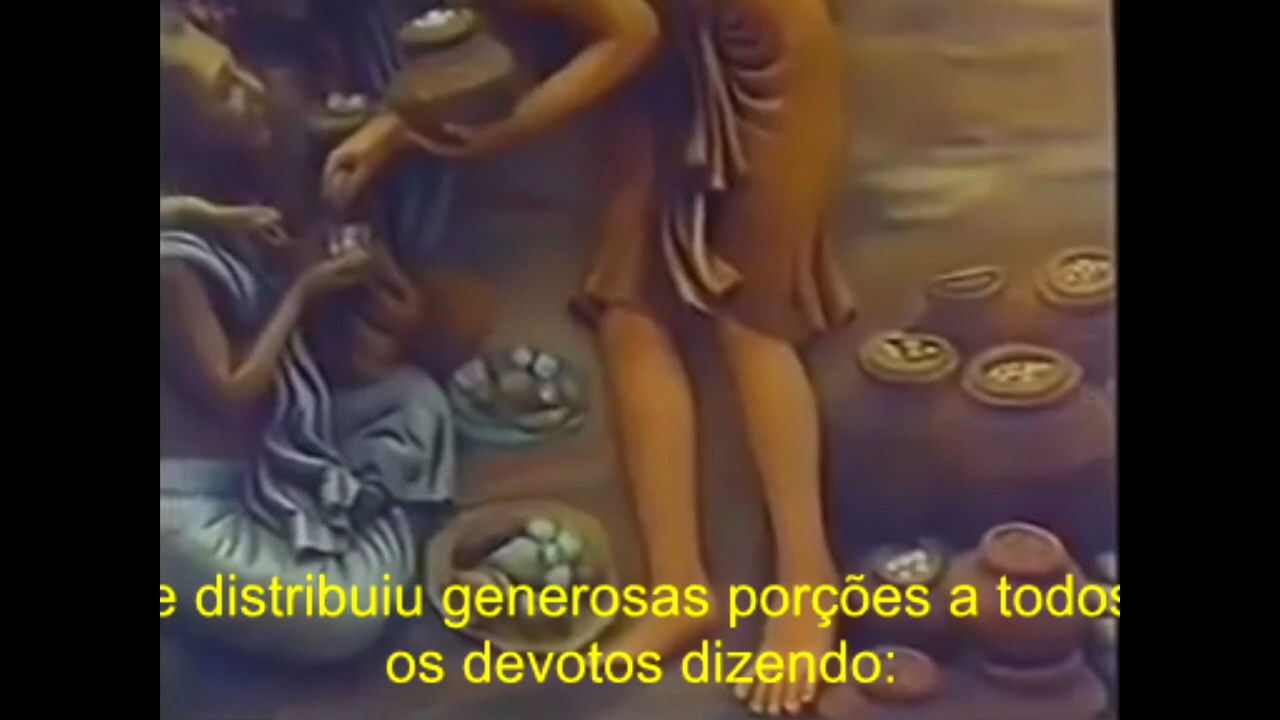 e distribuiu generosas porções a todos
os devotos dizendo: